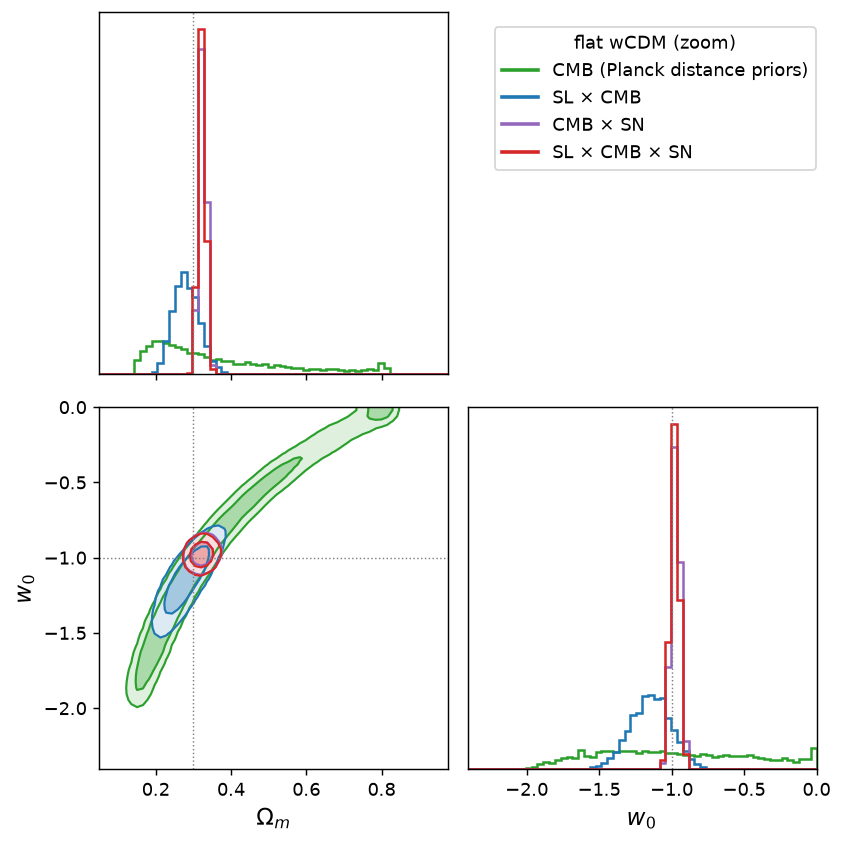 flat wCDM (zoom)
CMB (Planck distance priors)
SL × CMB
CMB × SN
SL × CMB × SN
0.0
−0.5
−1.0
−1.5
−2.0
w₀
0.2 0.4 0.6 0.8
Ωₘ
−2.0 −1.5 −1.0 −0.5 0.0
w₀